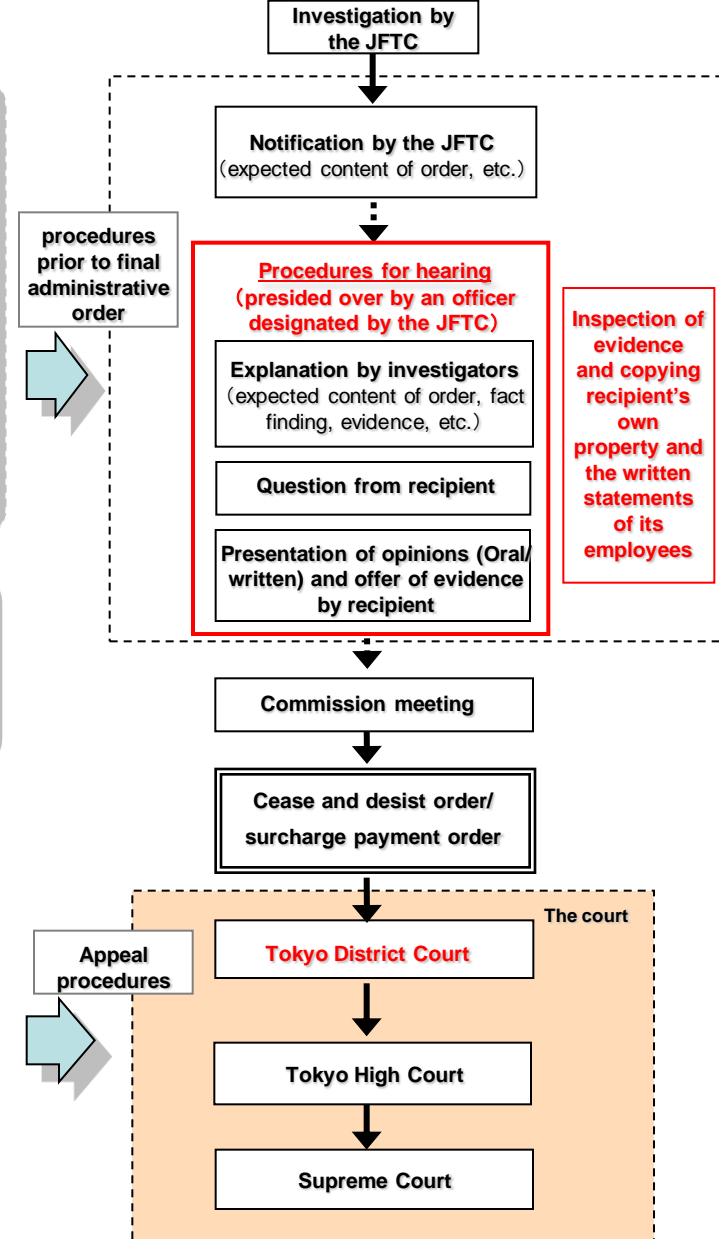 Investigation by
the JFTC
Notification by the JFTC
（expected content of order, etc.）
procedures
prior to final
administrative
order
Procedures for hearing
（presided over by an officer
designated by the JFTC）
Explanation by investigators
（expected content of order, fact
finding, evidence, etc.）
Question from recipient
Presentation of opinions (Oral/
written) and offer of evidence
by recipient
Inspection of
evidence
and copying
recipient’s
own
property and
the written
statements
of its
employees
Commission meeting
Cease and desist order/
surcharge payment order
The court
Appeal
procedures
Tokyo District Court
Tokyo High Court
Supreme Court